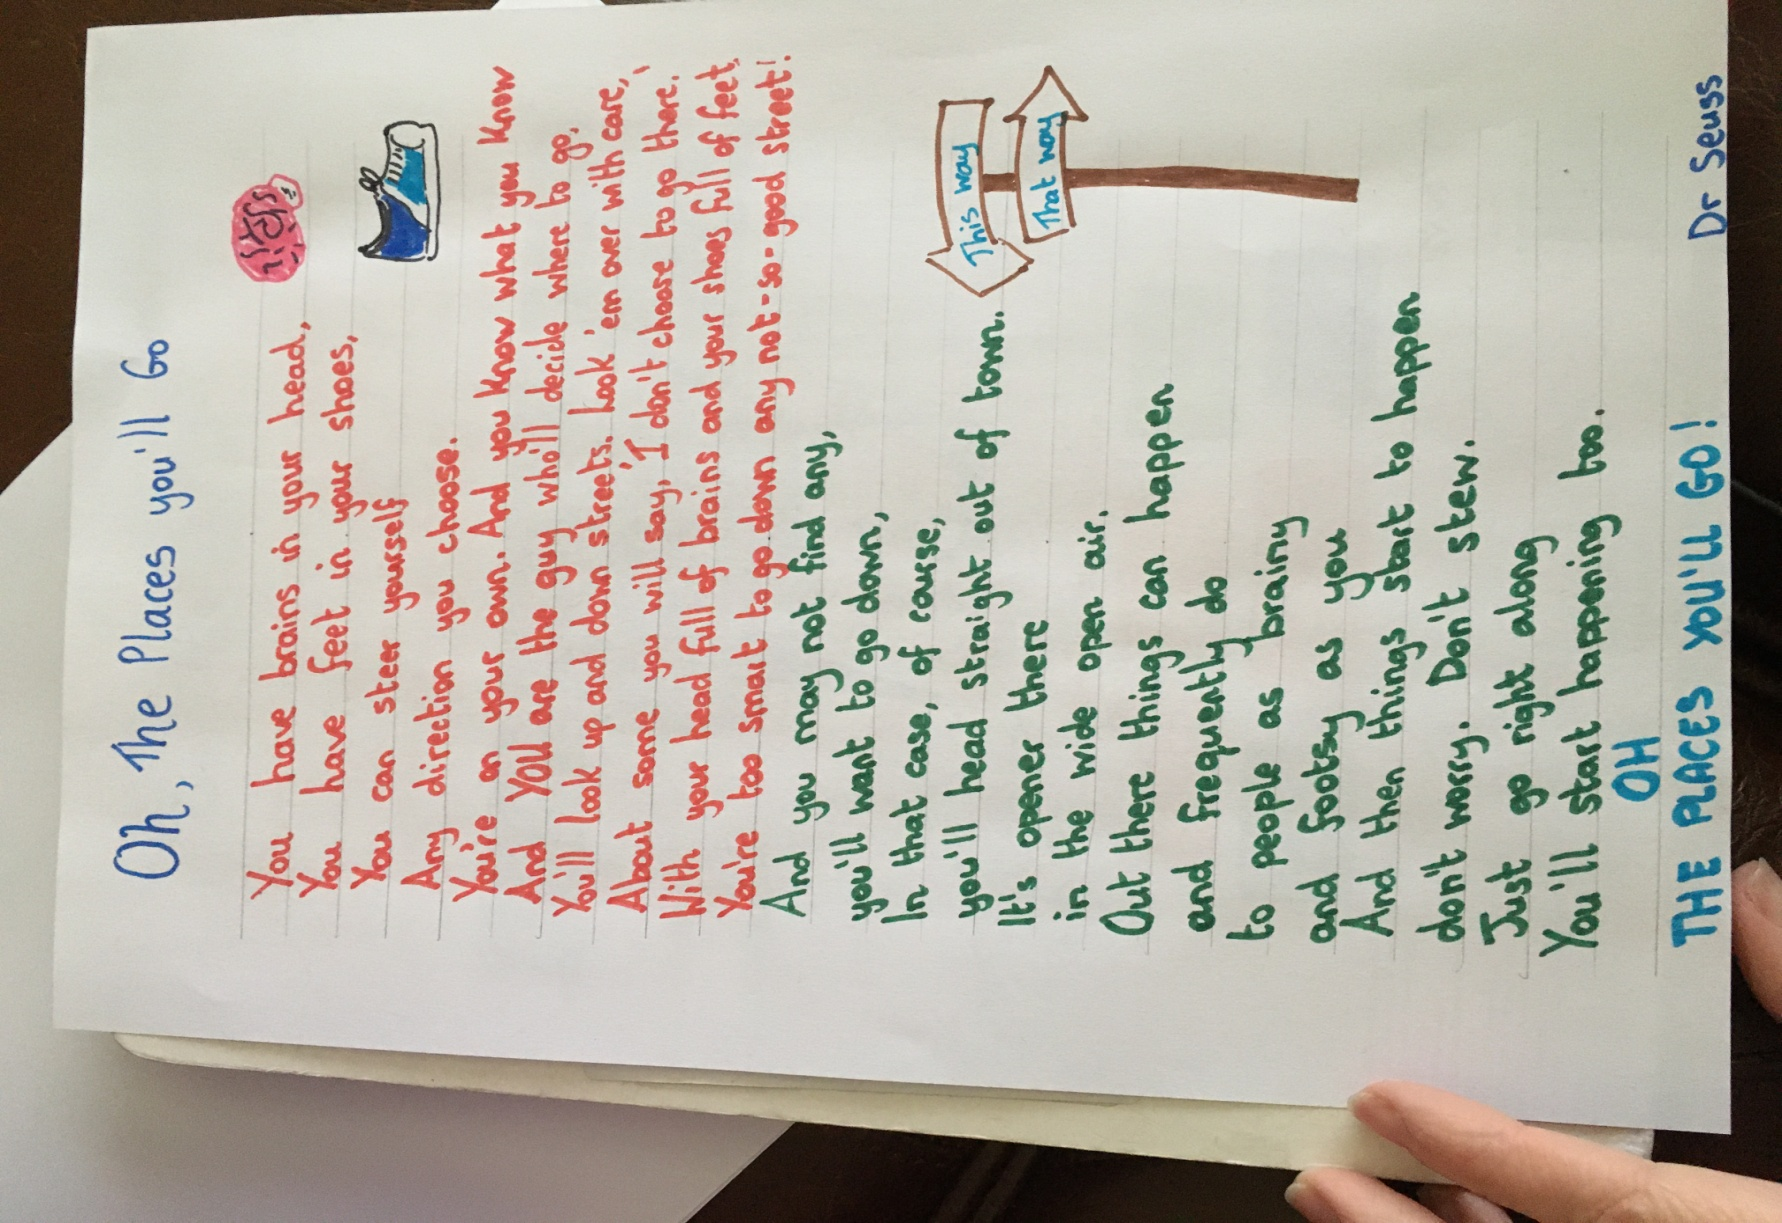 Oh, The Places you'll Go
You have brains in your head,
You have feet in your shoes,
You can steer yourself
Any direction you choose.
You're on your own. And you know what you know
And YOU are the guy who'll decide where to go.
You'll look up and down streets. Look 'em over with care,
About some you will say, 'I don't choose to go there.'
With your head full of brains and your shoes full of feet,
You're too smart to go down any not-so-good street!
And you may not find any,
you'll want to go down,
In that case, of course,
you'll head straight out of town.
This way
That way
It's opener there
in the wide open air.
Out there things can happen
and frequently do
to people as brainy
and footsy as you
And then things start to happen
don't worry. Don't stew.
Just go right along
You'll start happening too.
OH
THE PLACES YOU'LL GO!
Dr Seuss